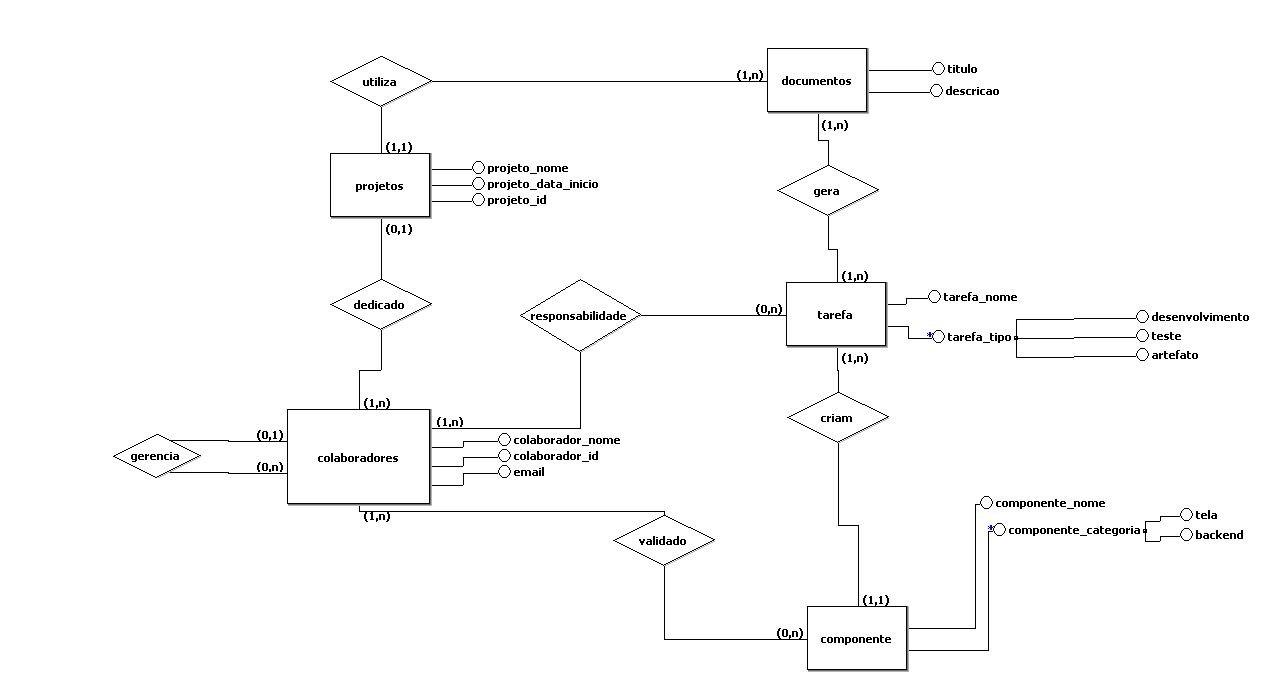 titulo
utiliza
(1,n)
documentos
descricao
(1,n)
(1,1)
projeto_nome
projetos
projeto_data_inicio
gera
projeto_id
(0,1)
(1,n)
dedicado
tarefa_nome
responsabilidade
(0,n)
tarefa
desenvolvimento
* tarefa_tipo
teste
artefato
(1,n)
(1,n)
criam
(1,n)
(0,1)
colaborador_nome
gerencia
colaboradores
colaborador_id
(0,n)
email
(1,n)
componente_nome
tela
* componente_categoria
backend
validado
(1,1)
(0,n)
componente